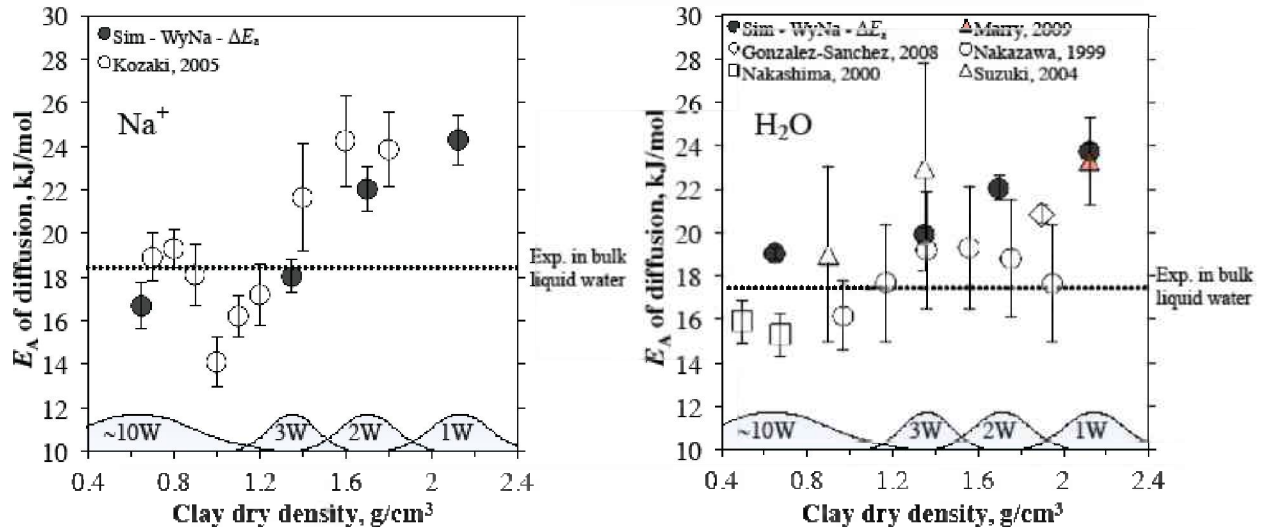 30
28
26
24
22
20
18
16
14
12
10
E_A of diffusion, kJ/mol
Sim - WyNa - ΔEₐ
Kozaki, 2005
Na⁺
Exp. in bulk
liquid water
~10W
3W
2W
1W
0.4
0.8
1.2
1.6
2
2.4
Clay dry density, g/cm³
30
28
26
24
22
20
18
16
14
12
10
E_A of diffusion, kJ/mol
Sim - WyNa - ΔEₐ
Marry, 2009
Gonzalez-Sanchez, 2008
Nakazawa, 1999
Nakashima, 2000
Suzuki, 2004
H₂O
Exp. in bulk
liquid water
~10W
3W
2W
1W
0.4
0.8
1.2
1.6
2
2.4
Clay dry density, g/cm³